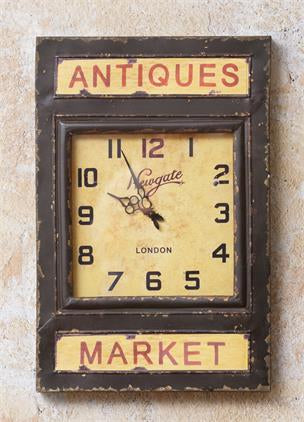 ANTIQUES
11 12 1
10 2
Newgate
9 3
8 4
LONDON
7 6 5
MARKET